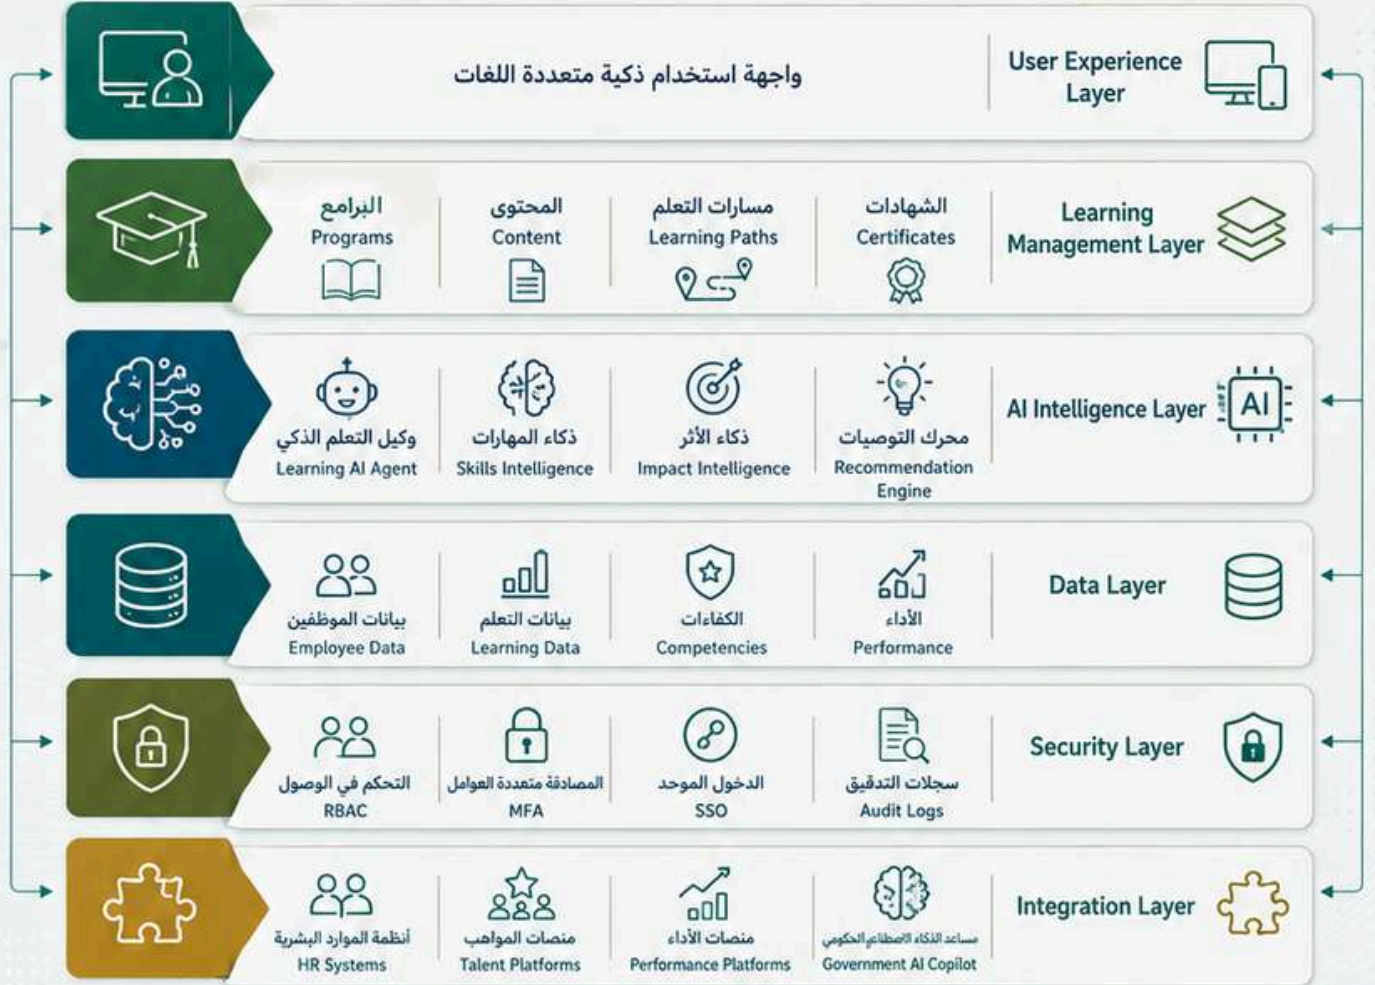 واجهة استخدام ذكية متعددة اللغات
User Experience
Layer
البرامج
Programs
المحتوى
Content
مسارات التعلم
Learning Paths
الشهادات
Certificates
Learning
Management Layer
وكيل التعلم الذكي
Learning AI Agent
ذكاء المهارات
Skills Intelligence
ذكاء الأثر
Impact Intelligence
محرك التوصيات
Recommendation
Engine
AI Intelligence Layer
AI
بيانات الموظفين
Employee Data
بيانات التعلم
Learning Data
الكفاءات
Competencies
الأداء
Performance
Data Layer
التحكم في الوصول
RBAC
المصادقة متعددة العوامل
MFA
الدخول الموحد
SSO
سجلات التدقيق
Audit Logs
Security Layer
أنظمة الموارد البشرية
HR Systems
منصات المواهب
Talent Platforms
منصات الأداء
Performance Platforms
مساعد الذكاء الاصطناعي الحكومي
Government AI Copilot
Integration Layer